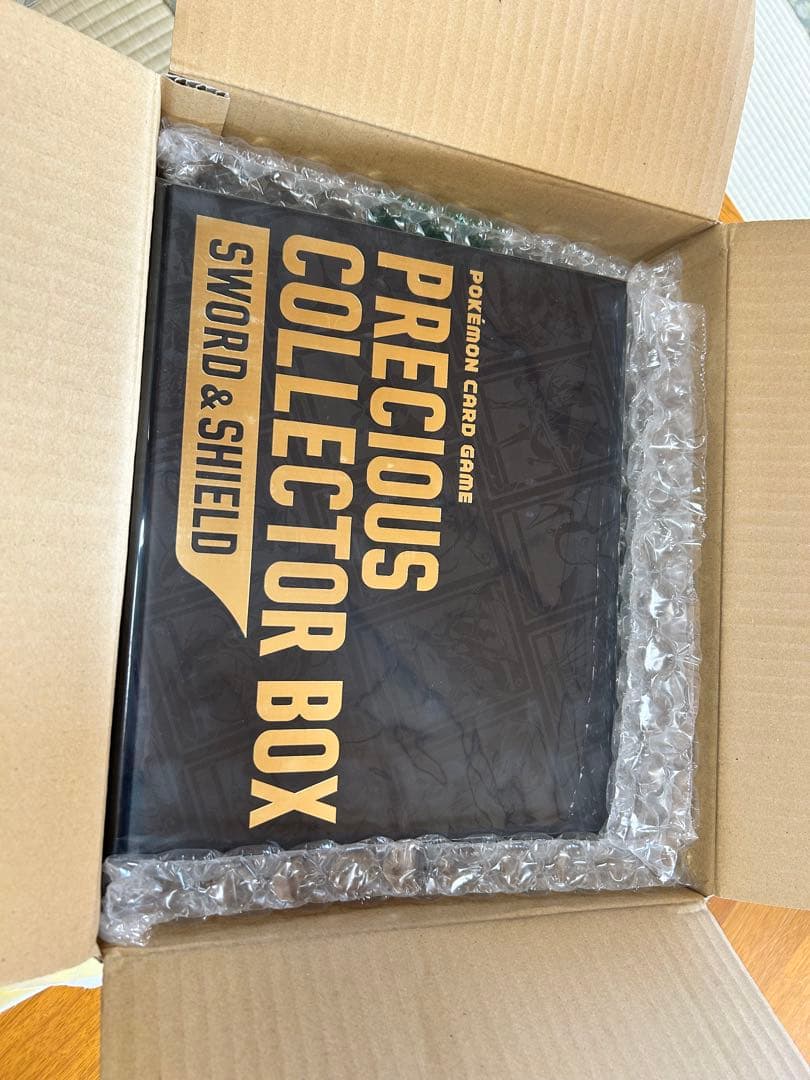 POKÉMON CARD GAME
PRECIOUS
COLLECTOR BOX
SWORD & SHIELD